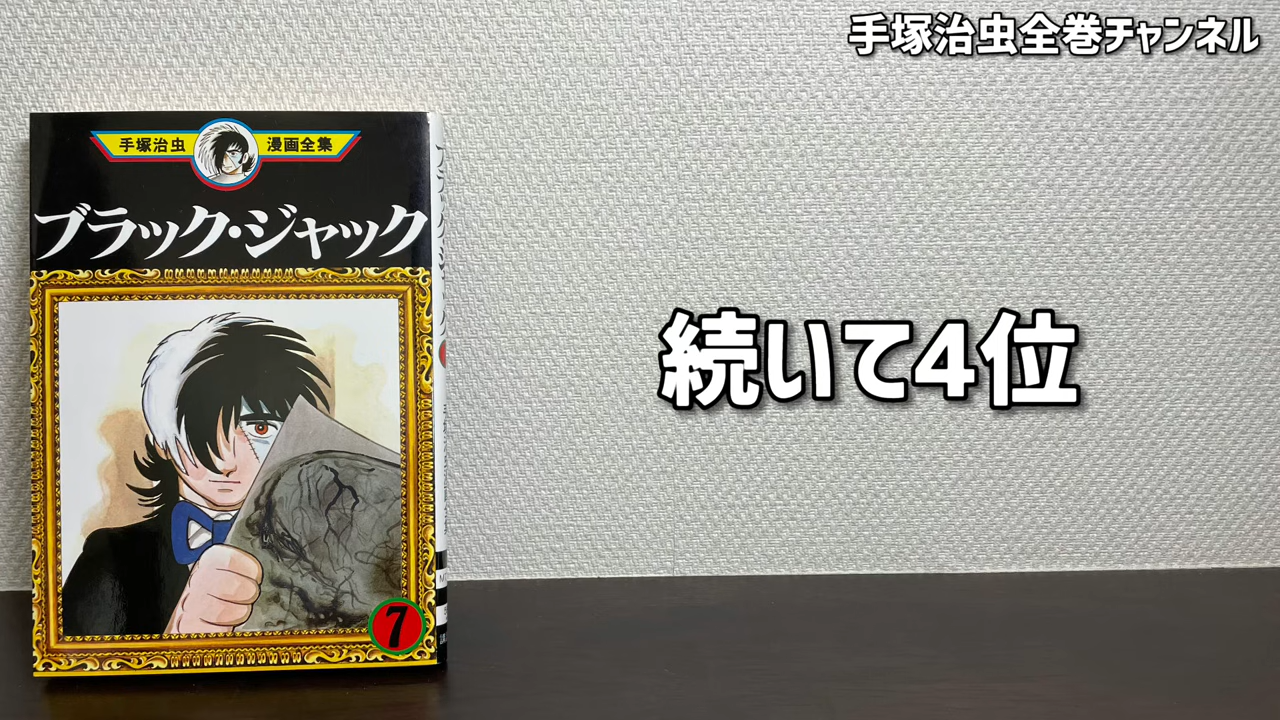 手塚治虫全巻チャンネル
手塚治虫 漫画全集
ブラック・ジャック
続いて4位
7